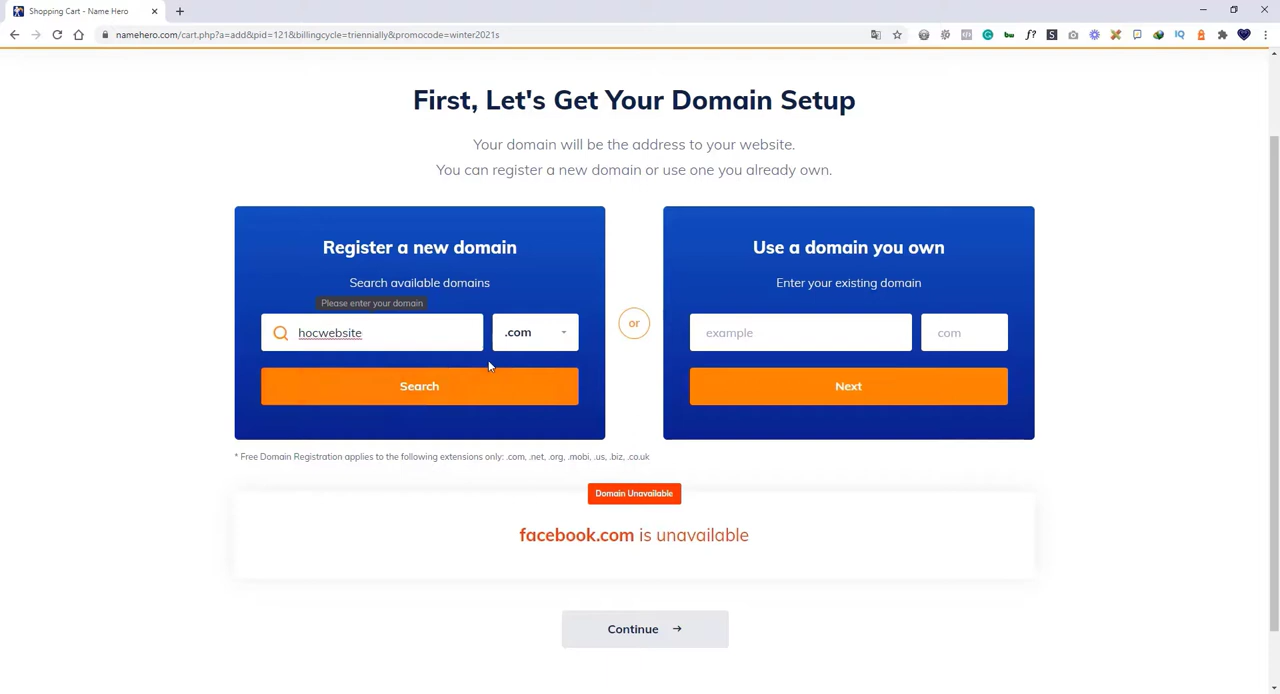 Shopping Cart - Name Hero
namehero.com/cart.php?a=add&pid=121&billingcycle=triennially&promocode=winter2021s
First, Let's Get Your Domain Setup
Your domain will be the address to your website.
You can register a new domain or use one you already own.
Register a new domain
Search available domains
Please enter your domain
hocwebsite
.com
Search
or
Use a domain you own
Enter your existing domain
example
com
Next
* Free Domain Registration applies to the following extensions only: .com, .net, .org, .mobi, .us, .biz, .co.uk
Domain Unavailable
facebook.com is unavailable
Continue →